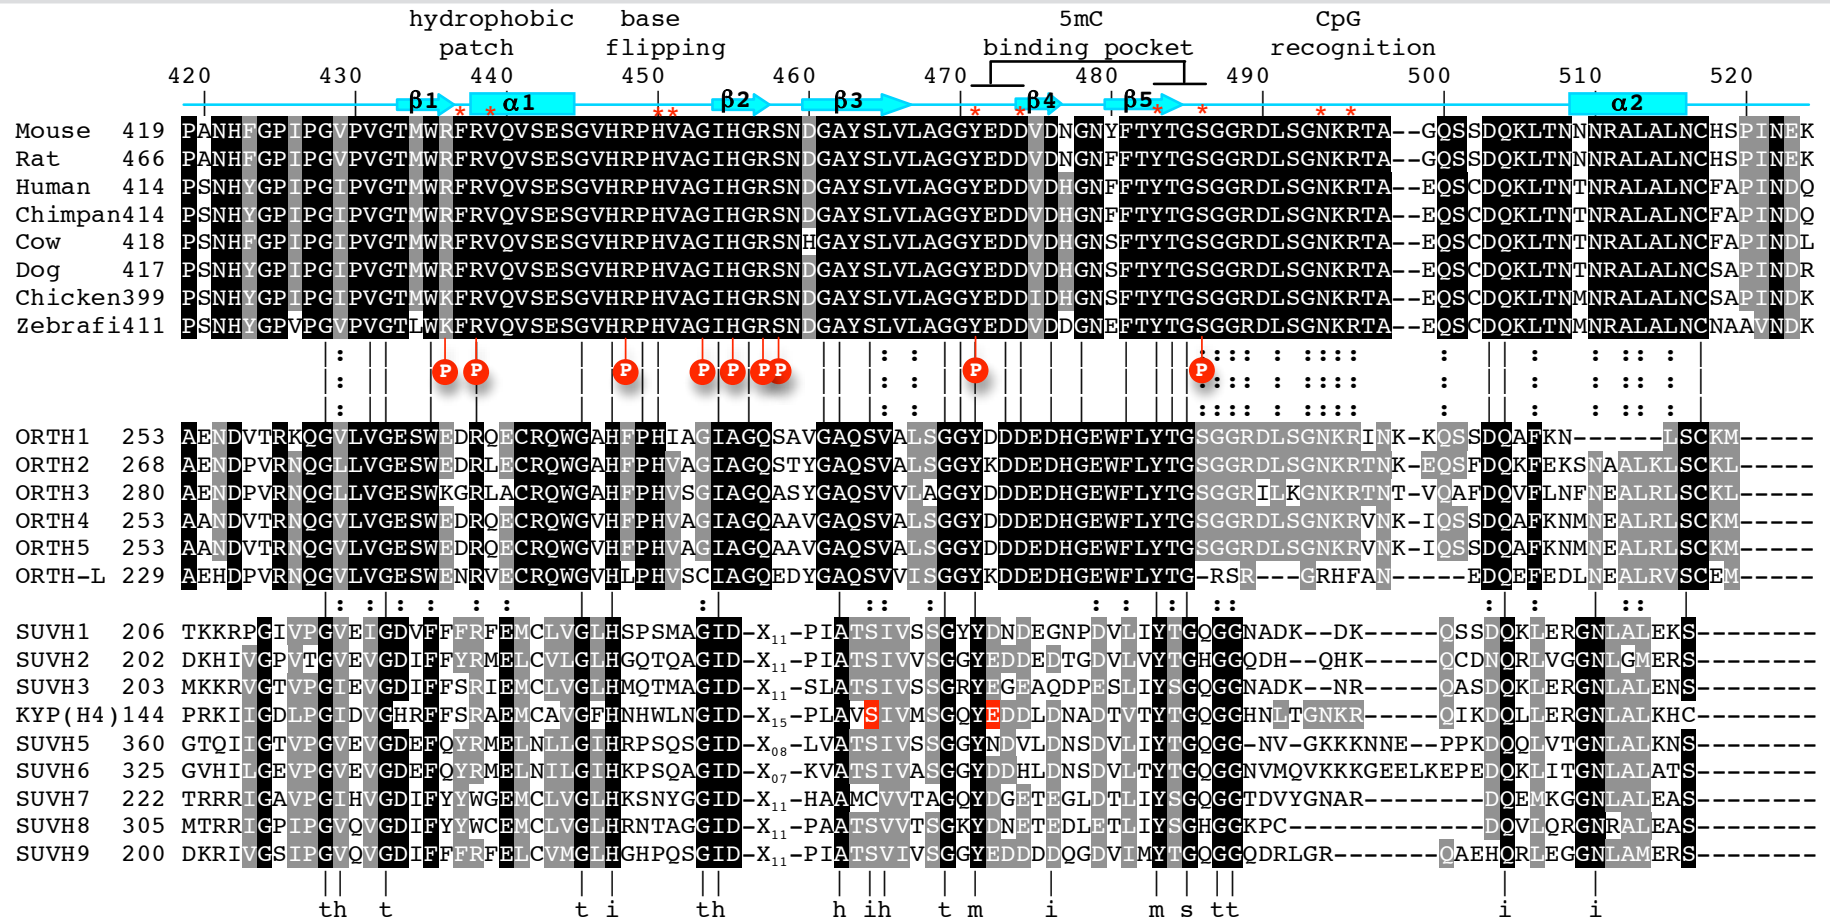 hydrophobic base 5mC CpG
patch flipping binding pocket recognition
420 430 440 450 460 470 480 490 500 510 520
β1 α1 β2 β3 β4 β5 α2
* * * * * * * * * *
Mouse 419 PANHFGPIPGVPVGTMWRFRVQVSESGVHRPHVAGIHGRSNDGAYSLVLAGGYEDDVDNGNYFTYTGSGGRDLSGNKRTA--GQSSDQKLTNNNRALALNCHSPINEK
Rat 466 PANHFGPIPGVPVGTMWRFRVQVSESGVHRPHVAGIHGRSNDGAYSLVLAGGYEDDVDNGNFFTYTGSGGRDLSGNKRTA--GQSSDQKLTNNNRALALNCHSPINEK
Human 414 PSNHYGPIPGIPVGTMWRFRVQVSESGVHRPHVAGIHGRSNDGAYSLVLAGGYEDDVDHGNFFTYTGSGGRDLSGNKRTA--EQSCDQKLTNTNRALALNCFAPINDQ
Chimpan414 PSNHYGPIPGIPVGTMWRFRVQVSESGVHRPHVAGIHGRSNDGAYSLVLAGGYEDDVDHGNFFTYTGSGGRDLSGNKRTA--EQSCDQKLTNTNRALALNCFAPINDQ
Cow 418 PSNHFGPIPGIPVGTMWRFRVQVSESGVHRPHVAGIHGRSNHGAYSLVLAGGYEDDVDHGNSFTYTGSGGRDLSGNKRTA--EQSCDQKLTNTNRALALNCFAPINDL
Dog 417 PSNHYGPIPGIPVGTMWRFRVQVSESGVHRPHVAGIHGRSNDGAYSLVLAGGYEDDVDHGNSFTYTGSGGRDLSGNKRTA--EQSCDQKLTNTNRALALNCSAPINDR
Chicken399 PSNHYGPIPGIPVGTMWKFRVQVSESGVHRPHVAGIHGRSNDGAYSLVLAGGYEDDIDHGNSFTYTGSGGRDLSGNKRTA--EQSCDQKLTNMNRALALNCSAPINDK
Zebrafi411 PSNHYGPVPGVPVGTLWKFRVQVSESGVHRPHVAGIHGRSNDGAYSLVLAGGYEDDVDDGNEFTYTGSGGRDLSGNKRTA--EQSCDQKLTNMNRALALNCNAAVNDK
P P P P P P P P P
ORTH1 253 AENDVTRKQGVLVGESWEDRQECRQWGAHFPHIAGIAGQSAVGAQSVALSGGYDDDEDHGEWFLYTGSGGRDLSGNKRINK-KQSSDQAFKN------LSCKM-----
ORTH2 268 AENDPVRNQGLLVGESWEDRLECRQWGAHFPHVAGIAGQSTYGAQSVALSGGYKDDEDHGEWFLYTGSGGRDLSGNKRTNK-EQSFDQKFEKSNAALKLSCKL-----
ORTH3 280 AENDPVRNQGLLVGESWKGRLACRQWGAHFPHVSGIAGQASYGAQSVVLAGGYDDDEDHGEWFLYTGSGGRILKGNKRTNT-VQAFDQVFLNFNEALRLSCKL-----
ORTH4 253 AANDVTRNQGVLVGESWEDRQECRQWGVHFPHVAGIAGQAAVGAQSVALSGGYDDDEDHGEWFLYTGSGGRDLSGNKRVNK-IQSSDQAFKNMNEALRLSCKM-----
ORTH5 253 AANDVTRNQGVLVGESWEDRQECRQWGVHFPHVAGIAGQAAVGAQSVALSGGYDDDEDHGEWFLYTGSGGRDLSGNKRVNK-IQSSDQAFKNMNEALRLSCKM-----
ORTH-L 229 AEHDPVRNQGVLVGESWENRVECRQWGVHLPHVSCIAGQEDYGAQSVVISGGYKDDEDHGEWFLYTG-RSR---GRHFAN-----EDQEFEDLNEALRVSCEM-----
SUVH1 206 TKKRPGIVPGVEIGDVFFFRFEMCLVGLHSPSMAGID-X11-PIATSIVSSGYYDNDEGNPDVLIYTGQGGNADK--DK-----QSSDQKLERGNLALEKS--------
SUVH2 202 DKHIVGPVTGVEVGDIFFYRMELCVLGLHGQTQAGID-X11-PIATSIVVSGGYEDDEDTGDVLVYTGHGGQDH--QHK-----QCDNQRLVGGNLGMERS--------
SUVH3 203 MKKRVGTVPGIEVGDIFFSRIEMCLVGLHMQTMAGID-X11-SLATSIVSSGRYEGEAQDPESLIYSGQGGNADK--NR-----QASDQKLERGNLALENS--------
KYP(H4)144 PRKIIGDLPGIDVGHRFFSRAEMCAVGFHNHWLNGID-X15-PLAVSIVMSGQYEDDLDNADTVTYTGQGGHNLTGNKR-----QIKDQLLERGNLALKHC--------
SUVH5 360 GTQIIGTVPGVEVGDEFQYRMELNLLGIHRPSQSGID-X08-LVATSIVSSGGYNDVLDNSDVLIYTGQGG-NV-GKKKNNE--PPKDQQLVTGNLALKNS--------
SUVH6 325 GVHILGEVPGVEVGDEFQYRMELNILGIHKPSQAGID-X07-KVATSIVASGGYDDHLDNSDVLTYTGQGGNVMQVKKKGEELKEPEDQKLITGNLALATS--------
SUVH7 222 TRRRIGAVPGIHVGDIFYYWGEMCLVGLHKSNYGGID-X11-HAAMCVVTAGQYDGETEGLDTLIYSGQGGTDVYGNAR--------DQEMKGGNLALEAS--------
SUVH8 305 MTRRIGPIPGVQVGDIFYYWCEMCLVGLHRNTAGGID-X11-PAATSVVTSGKYDNETEDLETLIYSGHGGKPC-------------DQVLQRGNRALEAS--------
SUVH9 200 DKRIVGSIPGVQVGDIFFFRFELCVMGLHGHPQSGID-X11-PIATSVIVSGGYEDDDDQGDVIMYTGQGGQDRLGR-------QAEHQRLEGGNLAMERS--------
th t t i th h ih t m i m s tt i i